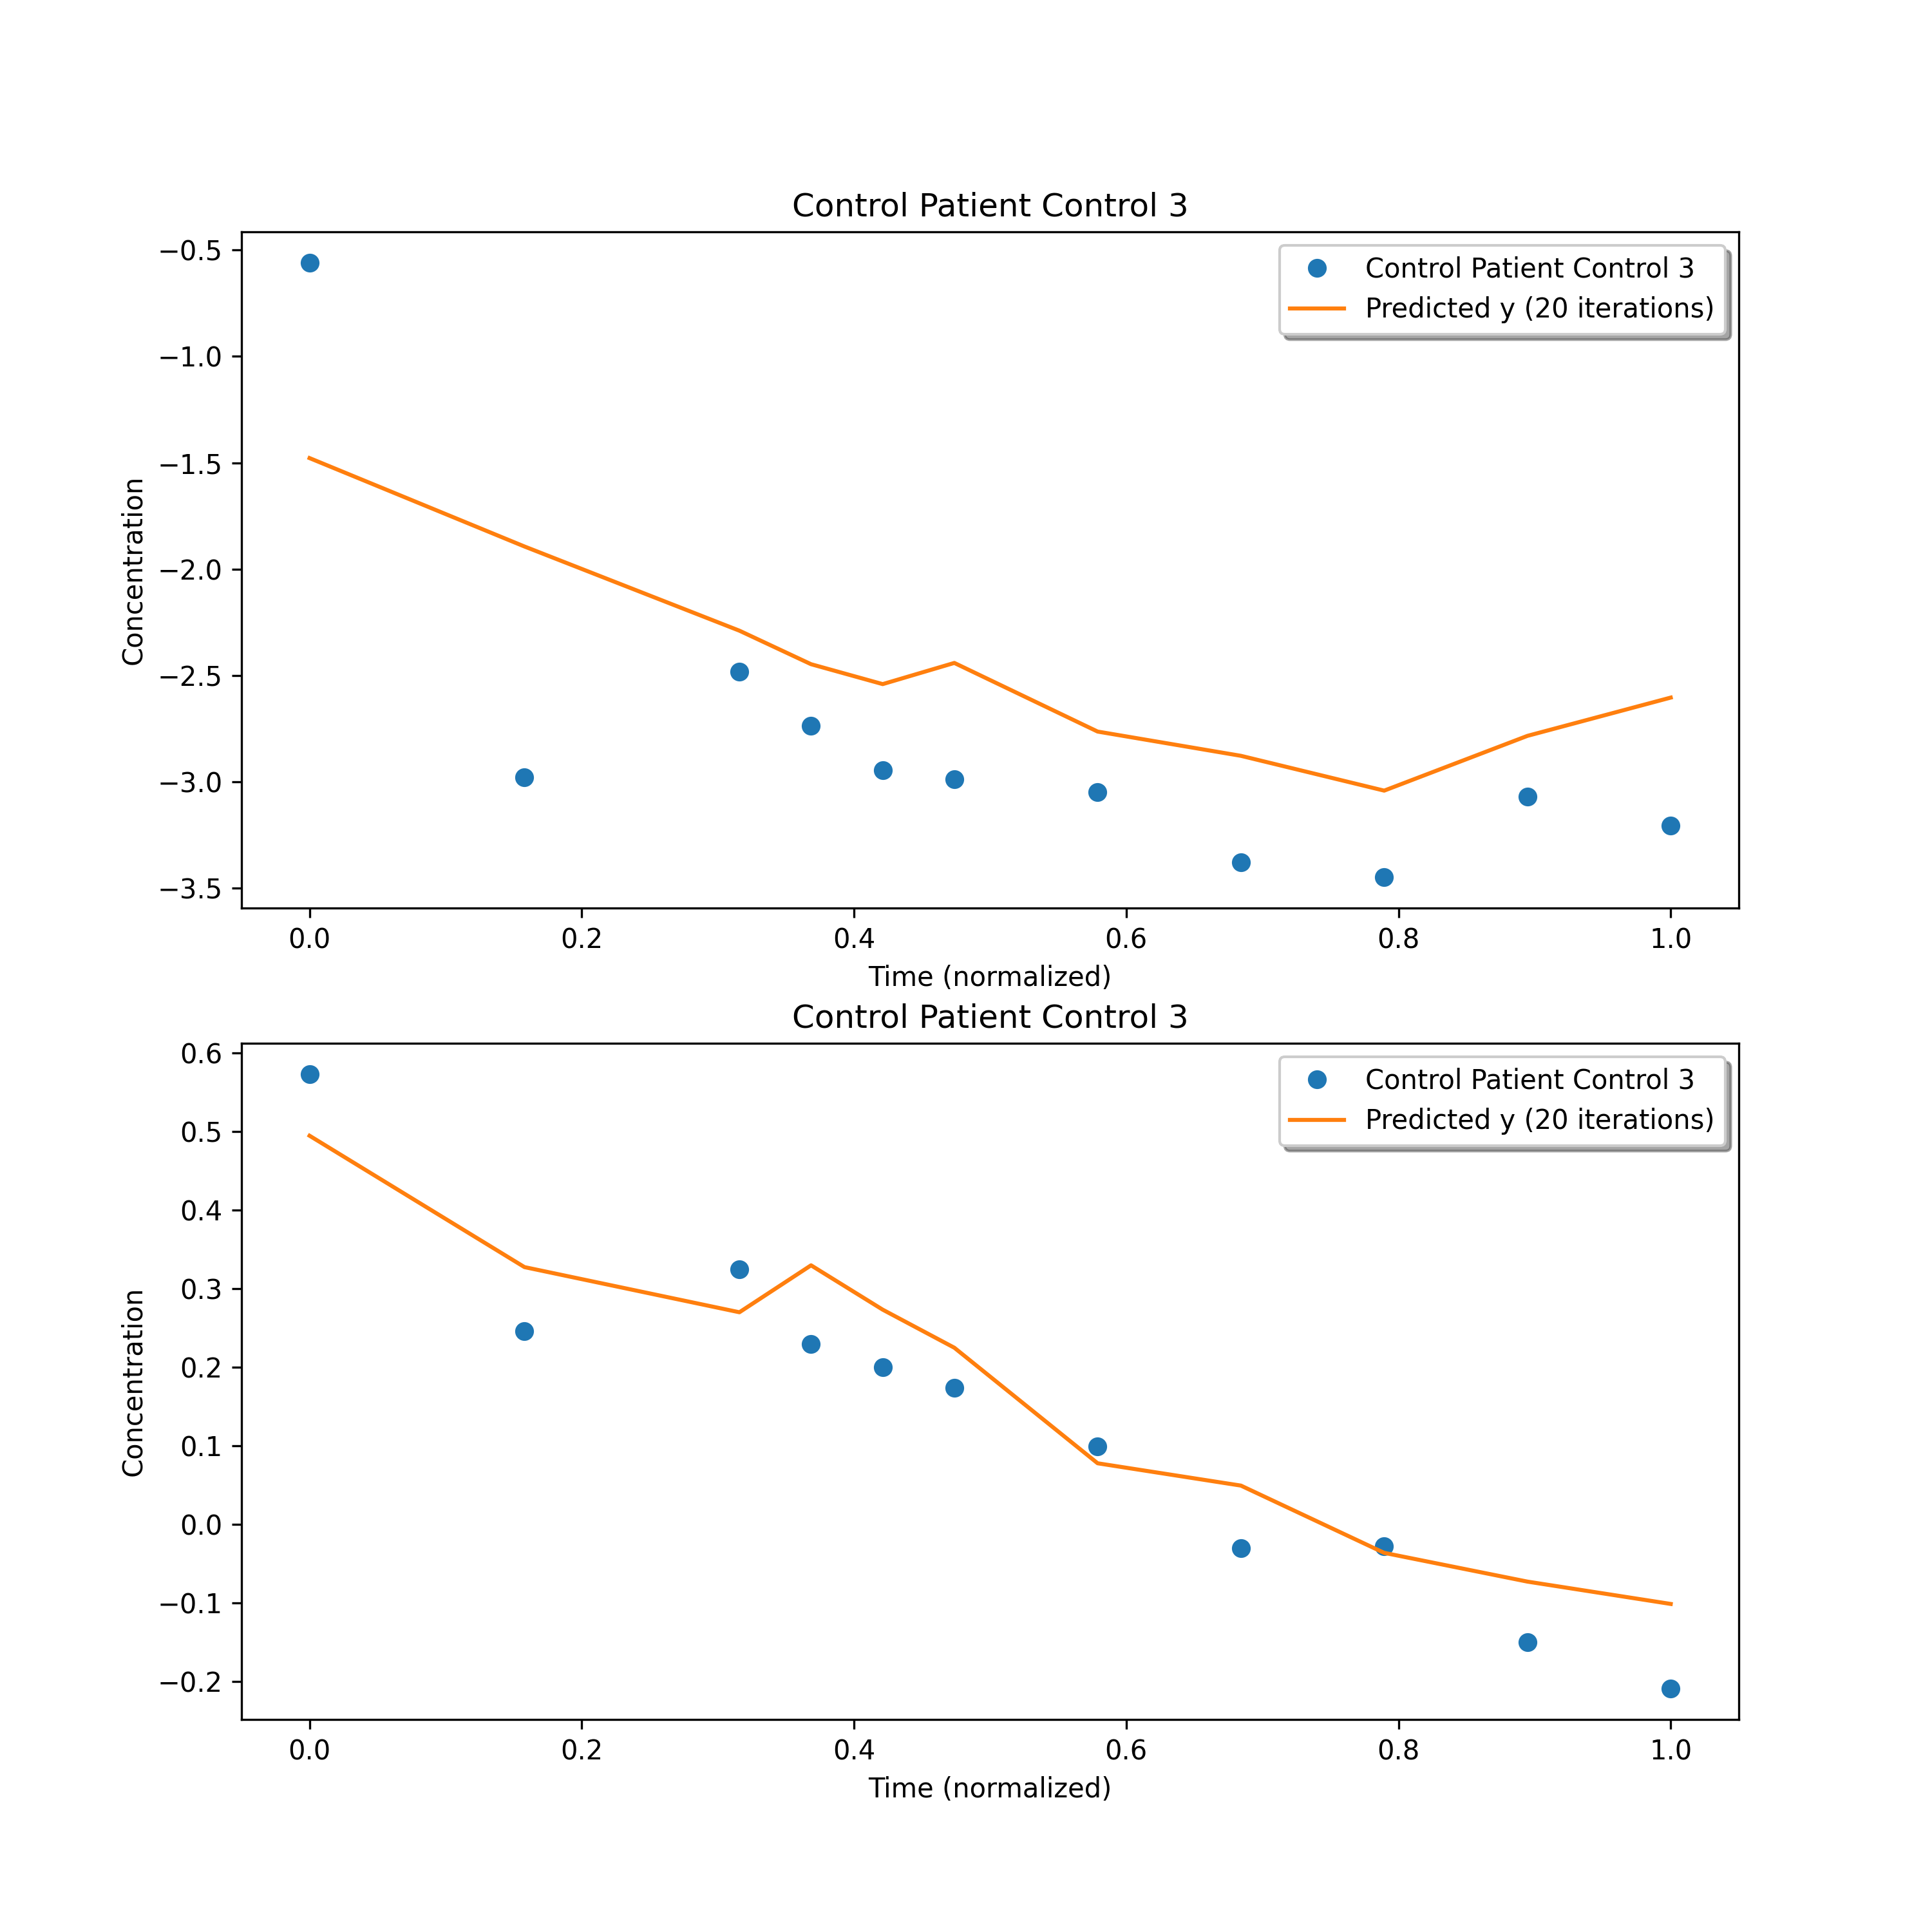 Control Patient Control 3
Control Patient Control 3
Predicted y (20 iterations)
−0.5
−1.0
−1.5
−2.0
−2.5
−3.0
−3.5
Concentration
0.0 0.2 0.4 0.6 0.8 1.0
Time (normalized)
Control Patient Control 3
Control Patient Control 3
Predicted y (20 iterations)
0.6
0.5
0.4
0.3
0.2
0.1
0.0
−0.1
−0.2
Concentration
0.0 0.2 0.4 0.6 0.8 1.0
Time (normalized)